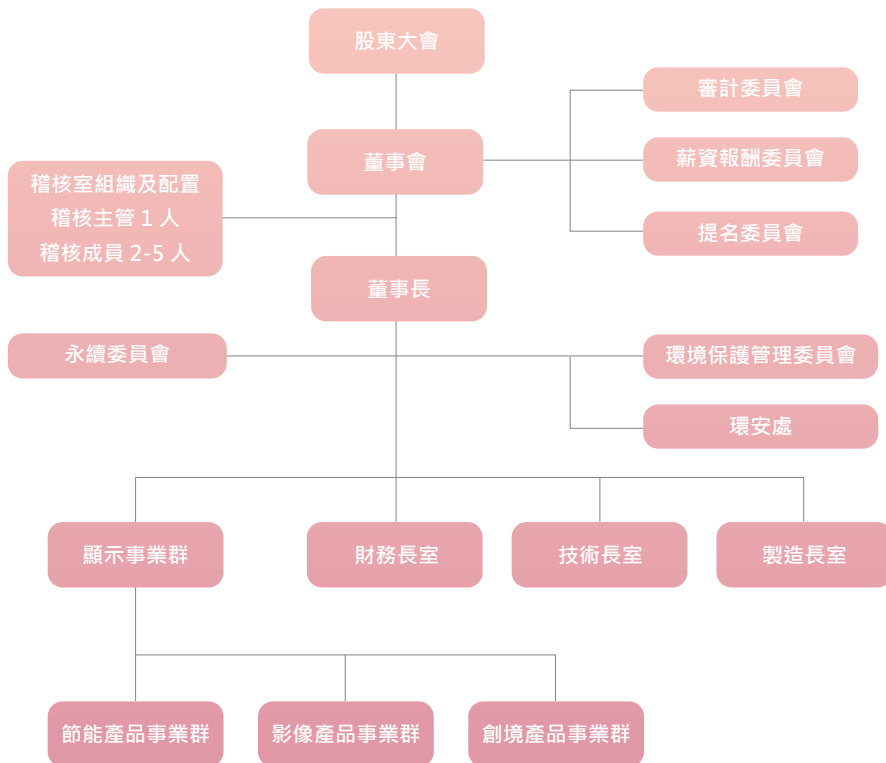 股東大會
審計委員會
董事會
薪資報酬委員會
稽核室組織及配置
稽核主管 1 人
稽核成員 2-5 人
提名委員會
董事長
永續委員會
環境保護管理委員會
環安處
顯示事業群
財務長室
技術長室
製造長室
節能產品事業群
影像產品事業群
創境產品事業群